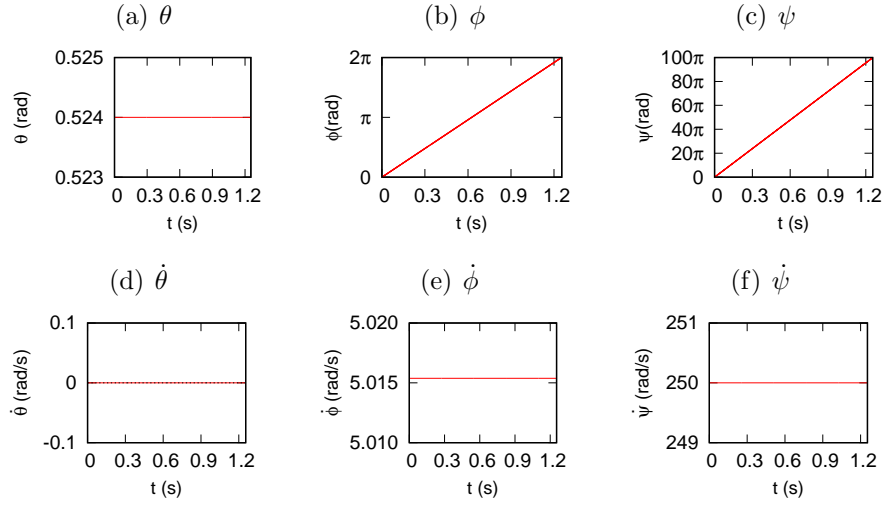 (a) θ
(b) ϕ
(c) ψ
0.525
0.524
0.523
θ (rad)
0 0.3 0.6 0.9 1.2
t (s)
2π
π
0
ϕ(rad)
0 0.3 0.6 0.9 1.2
t (s)
100π
80π
60π
40π
20π
0
ψ(rad)
0 0.3 0.6 0.9 1.2
t (s)
(d) θ̇
(e) ϕ̇
(f) ψ̇
0.1
0
-0.1
θ̇ (rad/s)
0 0.3 0.6 0.9 1.2
t (s)
5.020
5.015
5.010
ϕ̇ (rad/s)
0 0.3 0.6 0.9 1.2
t (s)
251
250
249
ψ̇ (rad/s)
0 0.3 0.6 0.9 1.2
t (s)